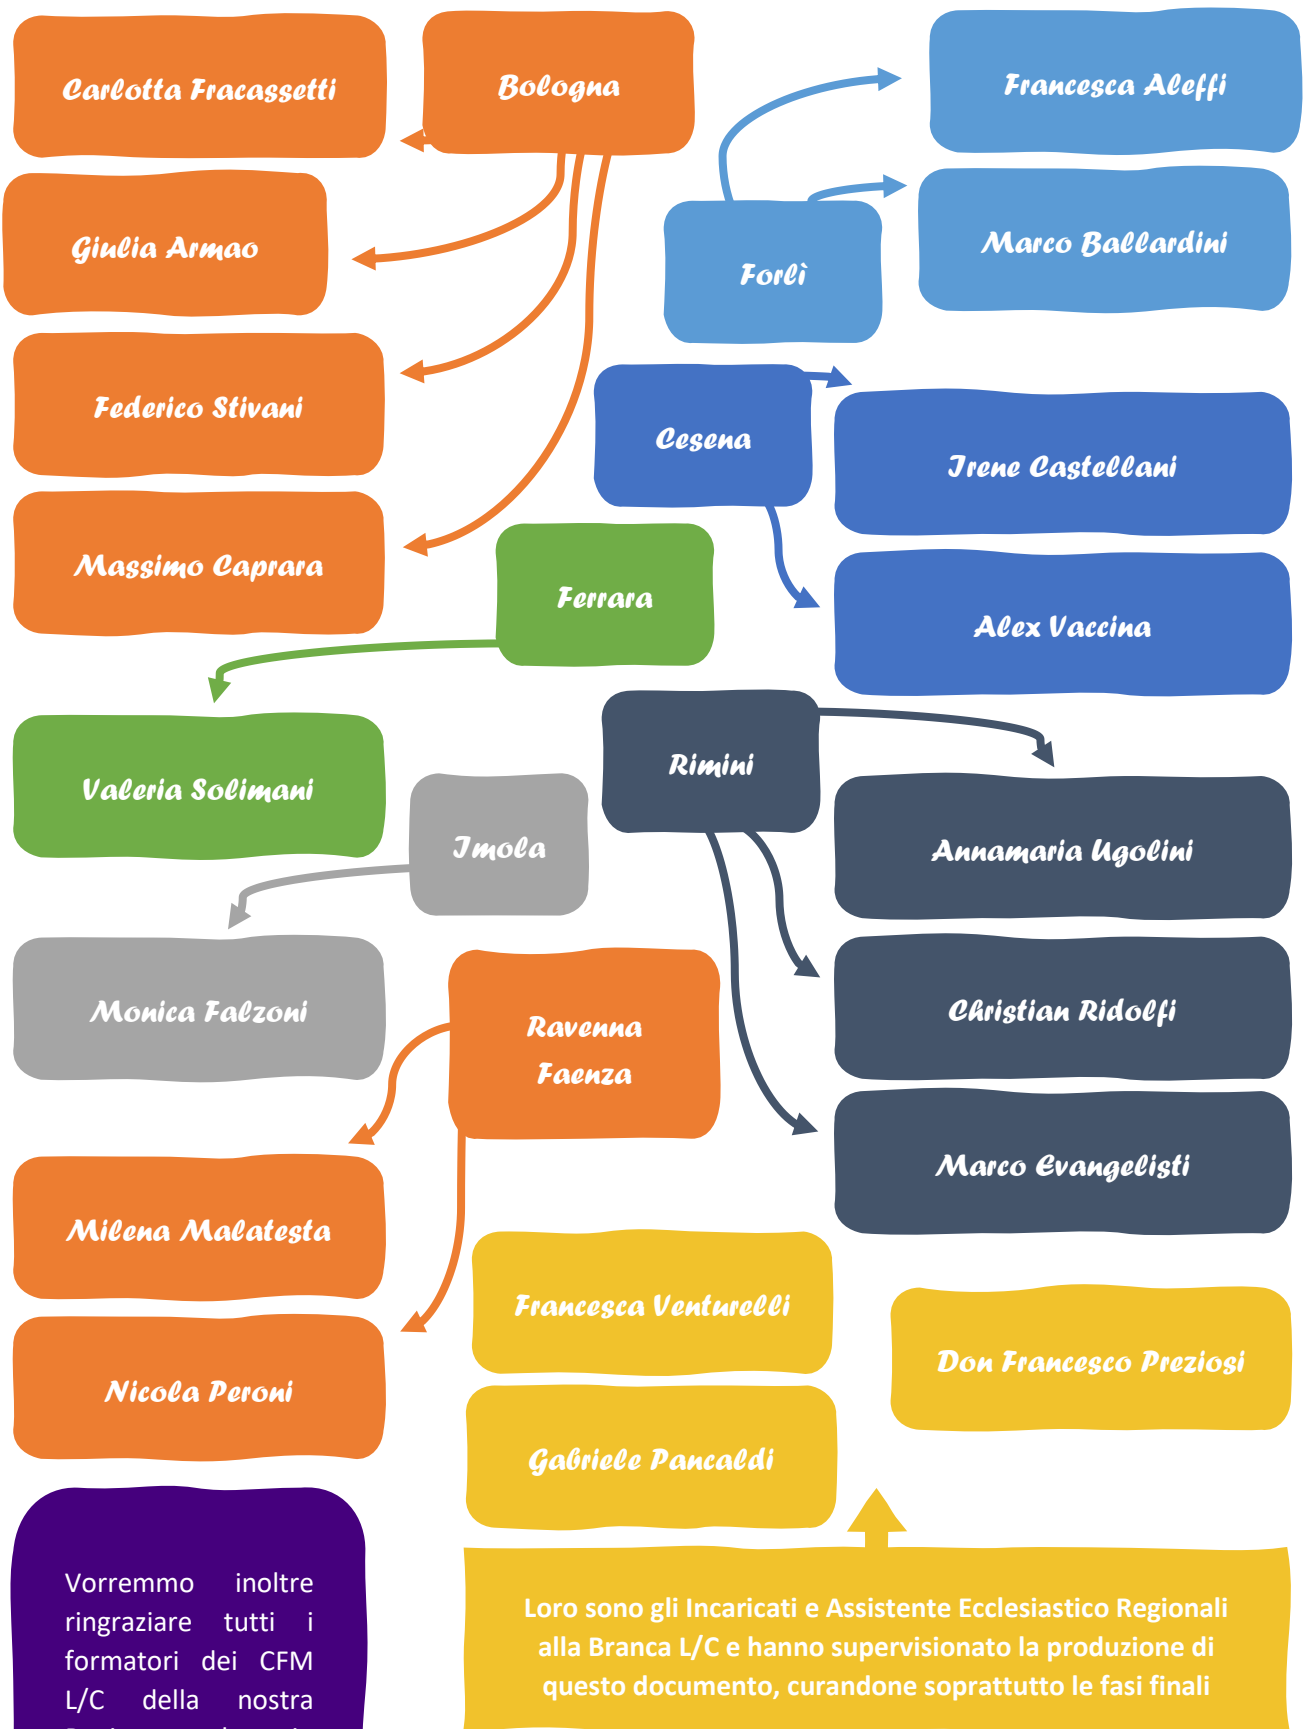 Carlotta Fracassetti
Bologna
Giulia Armao
Federico Stivani
Massimo Caprara
Francesca Aleffi
Forlì
Marco Ballardini
Cesena
Irene Castellani
Alex Vaccina
Ferrara
Valeria Solimani
Rimini
Annamaria Ugolini
Christian Ridolfi
Marco Evangelisti
Imola
Monica Falzoni
Ravenna
Faenza
Milena Malatesta
Nicola Peroni
Francesca Venturelli
Don Francesco Preziosi
Gabriele Pancaldi
Vorremmo inoltre
ringraziare tutti i
formatori dei CFM
L/C della nostra
Loro sono gli Incaricati e Assistente Ecclesiastico Regionali
alla Branca L/C e hanno supervisionato la produzione di
questo documento, curandone soprattutto le fasi finali